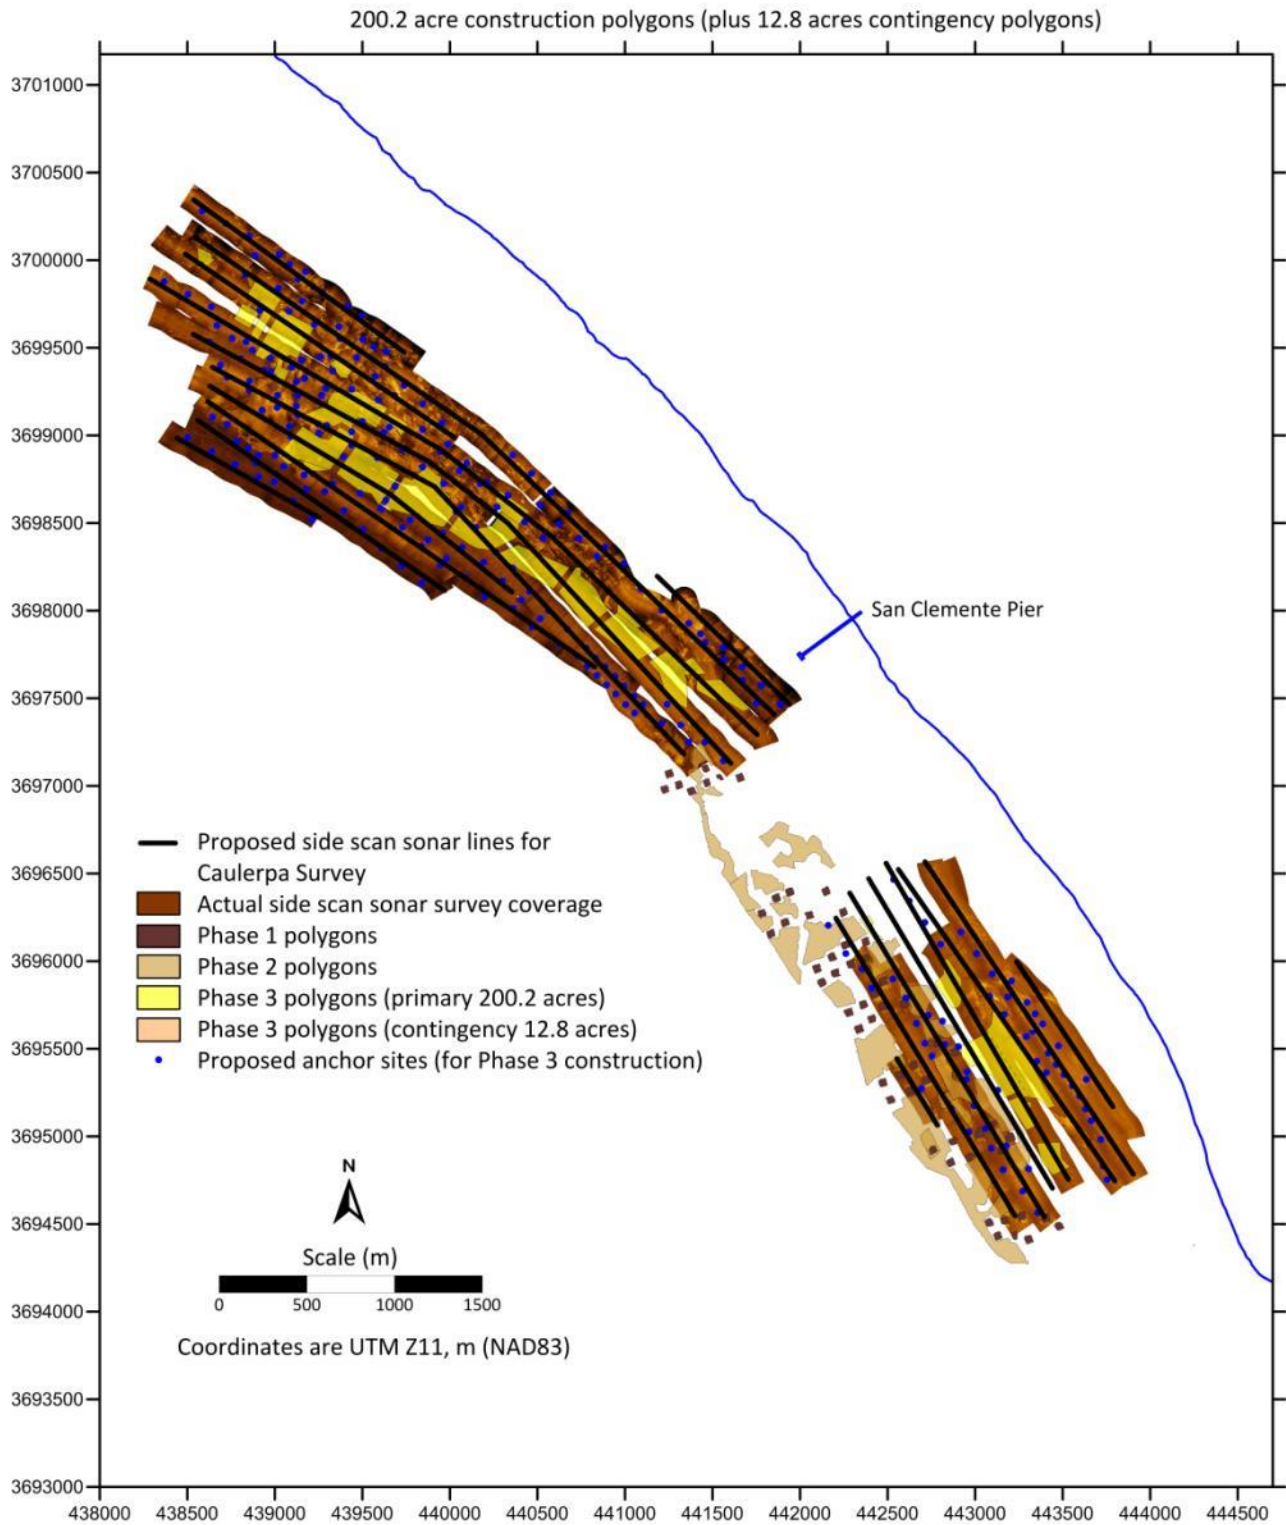 200.2 acre construction polygons (plus 12.8 acres contingency polygons)
3701000
3700500
3700000
3699500
3699000
3698500
3698000
San Clemente Pier
3697500
3697000
Proposed side scan sonar lines for
Caulerpa Survey
3696500
Actual side scan sonar survey coverage
Phase 1 polygons
3696000
Phase 2 polygons
Phase 3 polygons (primary 200.2 acres)
Phase 3 polygons (contingency 12.8 acres)
3695500
Proposed anchor sites (for Phase 3 construction)
3695000
N
3694500
Scale (m)
0 500 1000 1500
3694000
Coordinates are UTM Z11, m (NAD83)
3693500
3693000
438000 438500 439000 439500 440000 440500 441000 441500 442000 442500 443000 443500 444000 444500